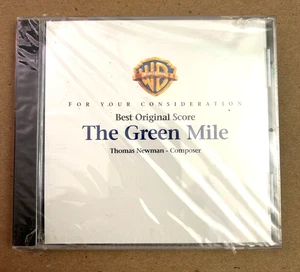 WB
FOR YOUR CONSIDERATION
Best Original Score
The Green Mile
Thomas Newman - Composer